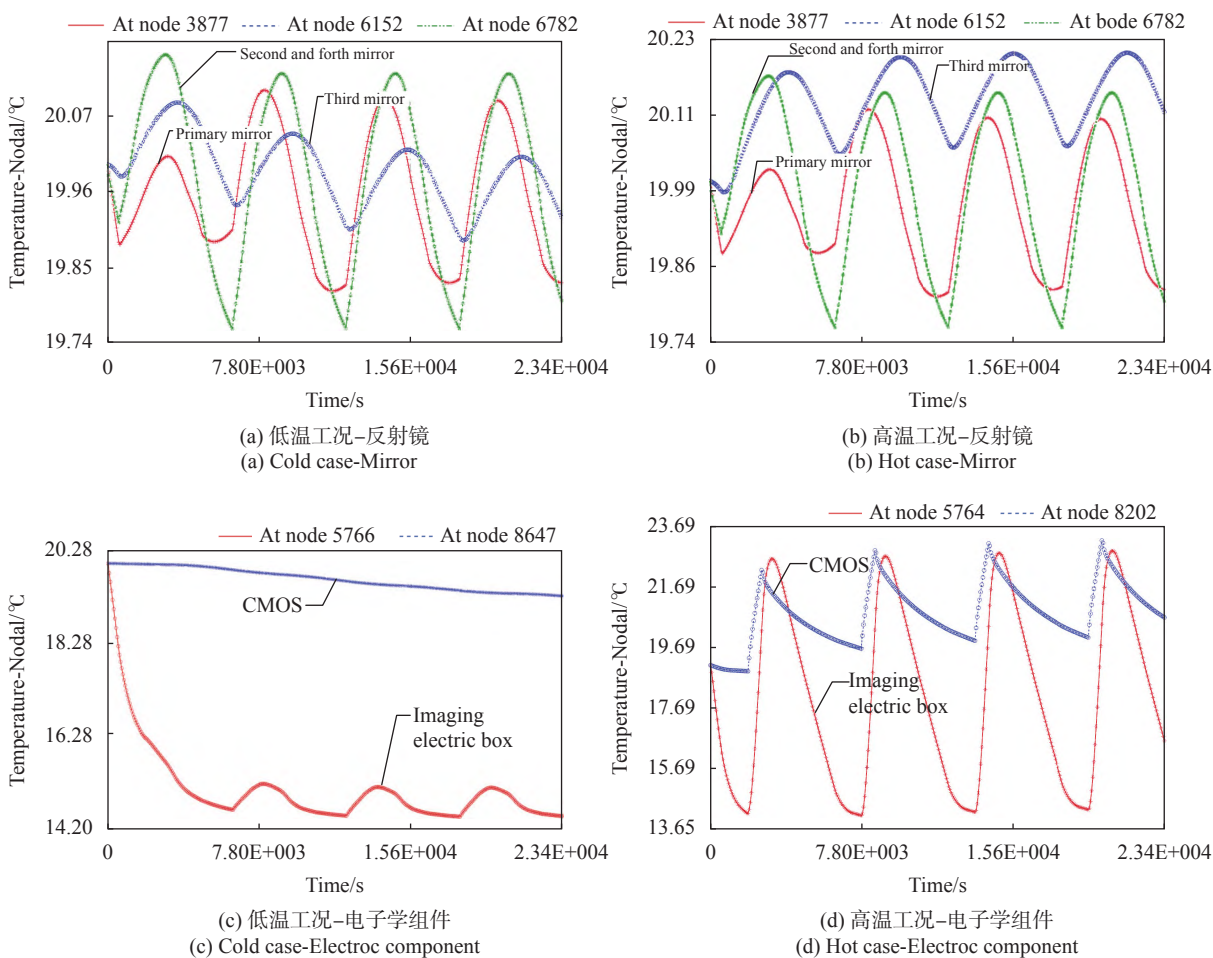 At node 3877 At node 6152 At node 6782
Temperature-Nodal/℃
20.07
19.96
19.85
19.74
Second and forth mirror
Third mirror
Primary mirror
0 7.80E+003 1.56E+004 2.34E+004
Time/s
(a) 低温工况–反射镜
(a) Cold case-Mirror
At node 3877 At node 6152 At bode 6782
Temperature-Nodal/℃
20.23
20.11
19.99
19.86
19.74
Second and forth mirror
Third mirror
Primary mirror
0 7.80E+003 1.56E+004 2.34E+004
Time/s
(b) 高温工况–反射镜
(b) Hot case-Mirror
At node 5766 At node 8647
Temperature-Nodal/℃
20.28
18.28
16.28
14.20
CMOS
Imaging
electric box
0 7.80E+003 1.56E+004 2.34E+004
Time/s
(c) 低温工况–电子学组件
(c) Cold case-Electroc component
At node 5764 At node 8202
Temperature-Nodal/℃
23.69
21.69
19.69
17.69
15.69
13.65
CMOS
Imaging
electric box
0 7.80E+003 1.56E+004 2.34E+004
Time/s
(d) 高温工况–电子学组件
(d) Hot case-Electroc component